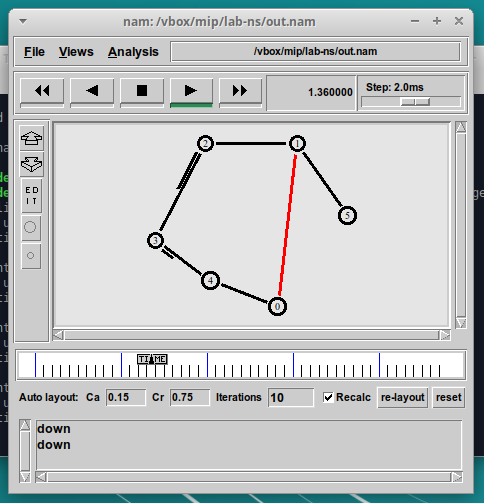 nam: /vbox/mip/lab-ns/out.nam
File Views Analysis /vbox/mip/lab-ns/out.nam
1.360000 Step: 2.0ms
EDIT
2 1
5
3
4
0
TIME
Auto layout: Ca 0.15 Cr 0.75 Iterations 10 Recalc re-layout reset
down
down